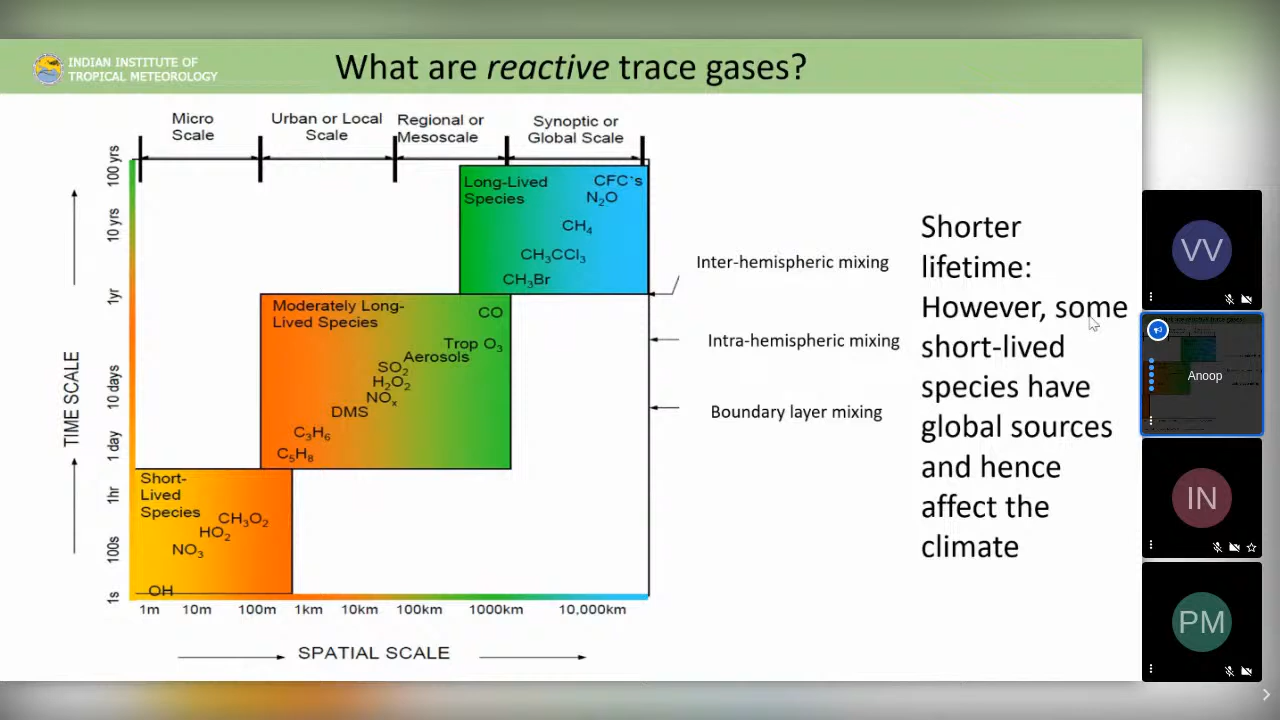 INDIAN INSTITUTE OF
TROPICAL METEOROLOGY
What are reactive trace gases?
Micro
Scale
Urban or Local
Scale
Regional or
Mesoscale
Synoptic or
Global Scale
100 yrs
10 yrs
1yr
10 days
1 day
1hr
100s
1s
TIME SCALE
Long-Lived
Species
CFC`s
N₂O
CH₄
CH₃CCl₃
CH₃Br
Moderately Long-
Lived Species
CO
Trop O₃
Aerosols
SO₂
H₂O₂
NOₓ
DMS
C₃H₆
C₅H₈
Short-
Lived
Species
CH₃O₂
HO₂
NO₃
OH
1m
10m
100m
1km
10km
100km
1000km
10,000km
SPATIAL SCALE
Inter-hemispheric mixing
Intra-hemispheric mixing
Boundary layer mixing
Shorter
lifetime:
However, some
short-lived
species have
global sources
and hence
affect the
climate
VV
Anoop
IN
PM